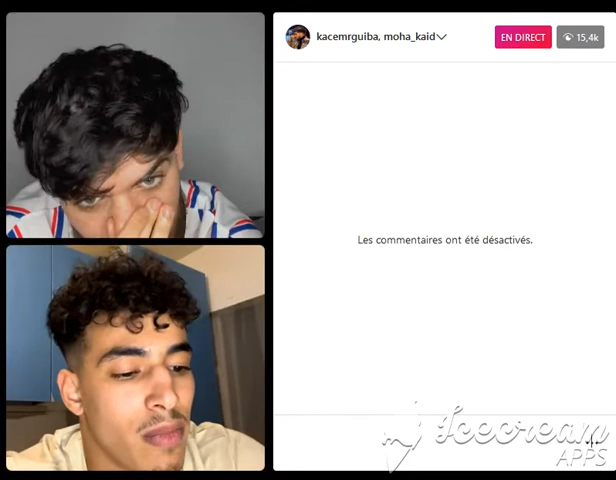 kacemrguiba, moha_kaid
EN DIRECT
15,4k
Les commentaires ont été désactivés.
Icecream
APPS